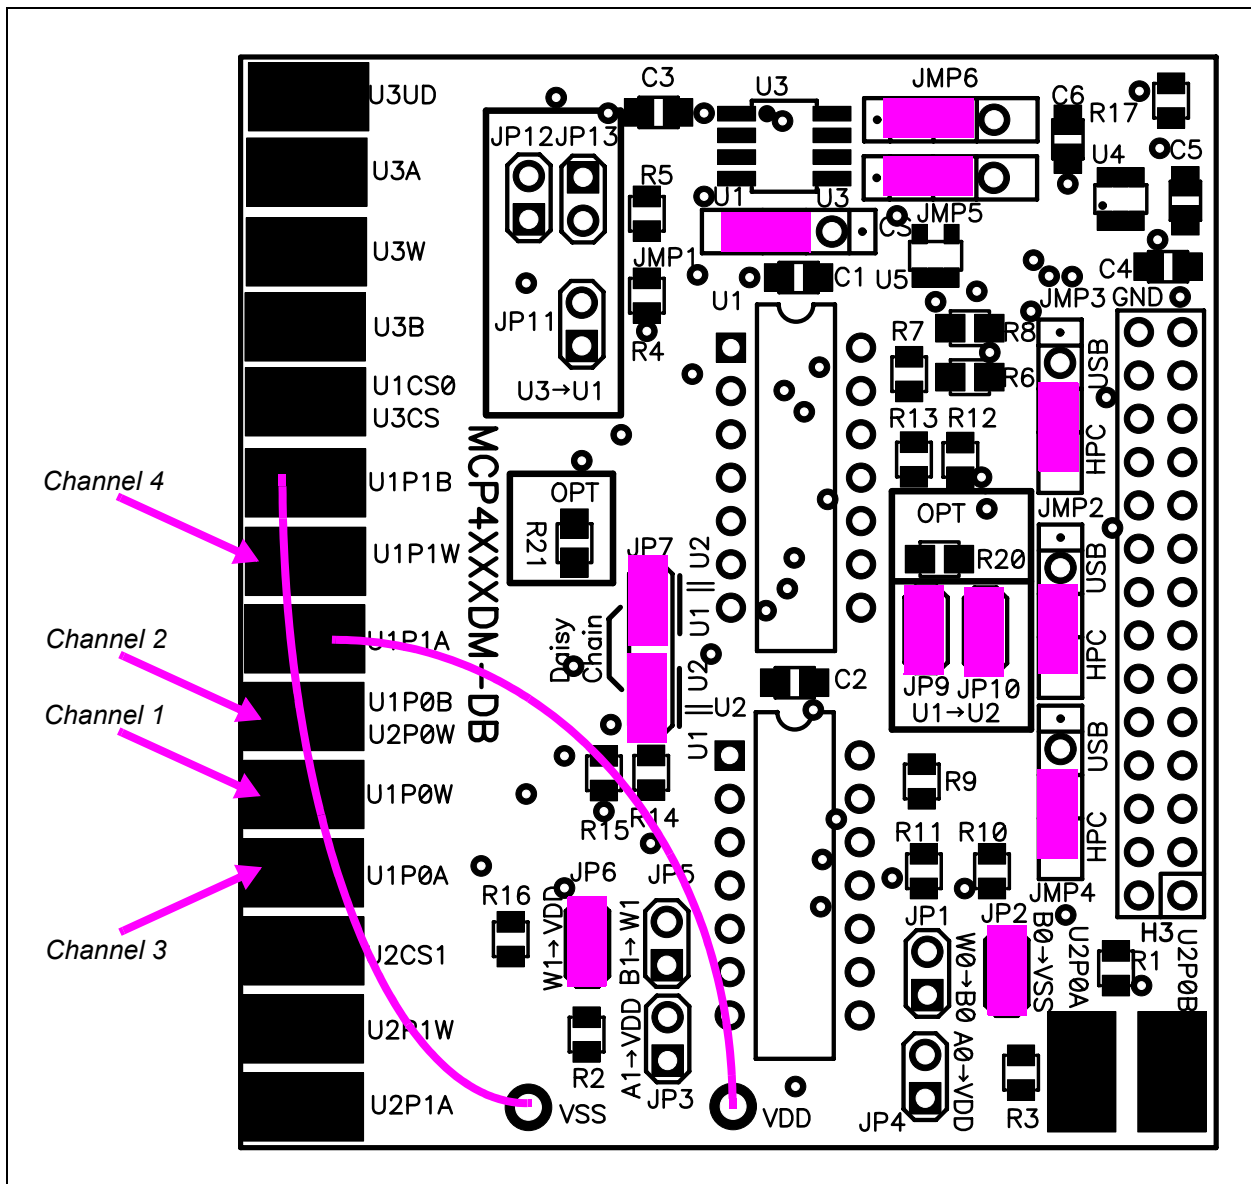 U3UD
U3A
U3W
U3B
U1CS0
U3CS
U1P1B
U1P1W
U1P1A
U1P0B
U2P0W
U1P0W
U1P0A
U2CS1
U2P1W
U2P1A
Channel 4
Channel 2
Channel 1
Channel 3
C3
U3
JMP6
C6
R17
JP12
JP13
R5
U4
C5
U1
U3
JMP5
CS
JMP1
C1
U5
C4
JP11
U1
JMP3
GND
R4
R7
R8
USB
U3→U1
R6
HPC
R13
R12
MCP4XXXDM-DB
OPT
R21
OPT
JMP2
JP7
U2
U1
R20
USB
HPC
Daisy
Chain
U2
U1
C2
JP9
JP10
U1→U2
U2
USB
HPC
R15
R14
R9
R11
R10
JMP4
JP6
JP5
R16
W1→VDD
B1→W1
JP1
JP2
W0→B0
B0→VSS
U2P0A
H3
R1
U2P0B
R2
A1→VDD
JP3
A0→VDD
JP4
R3
VSS
VDD